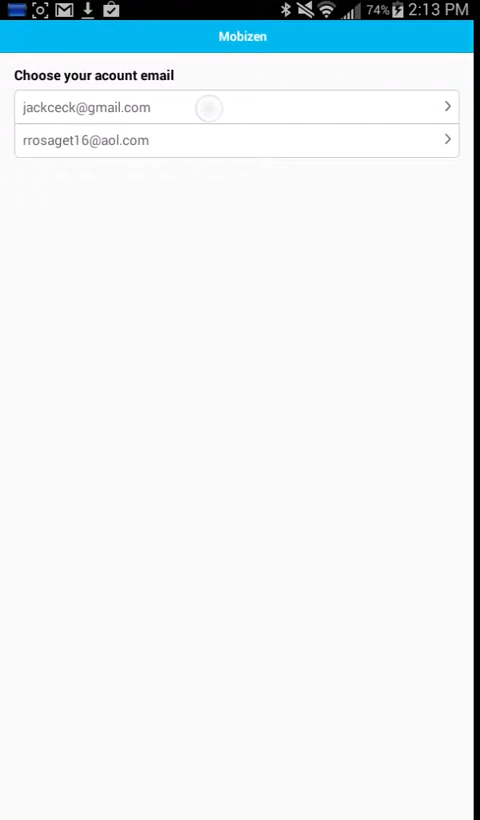 74% 2:13 PM
Mobizen
Choose your acount email
jackceck@gmail.com
rrosaget16@aol.com